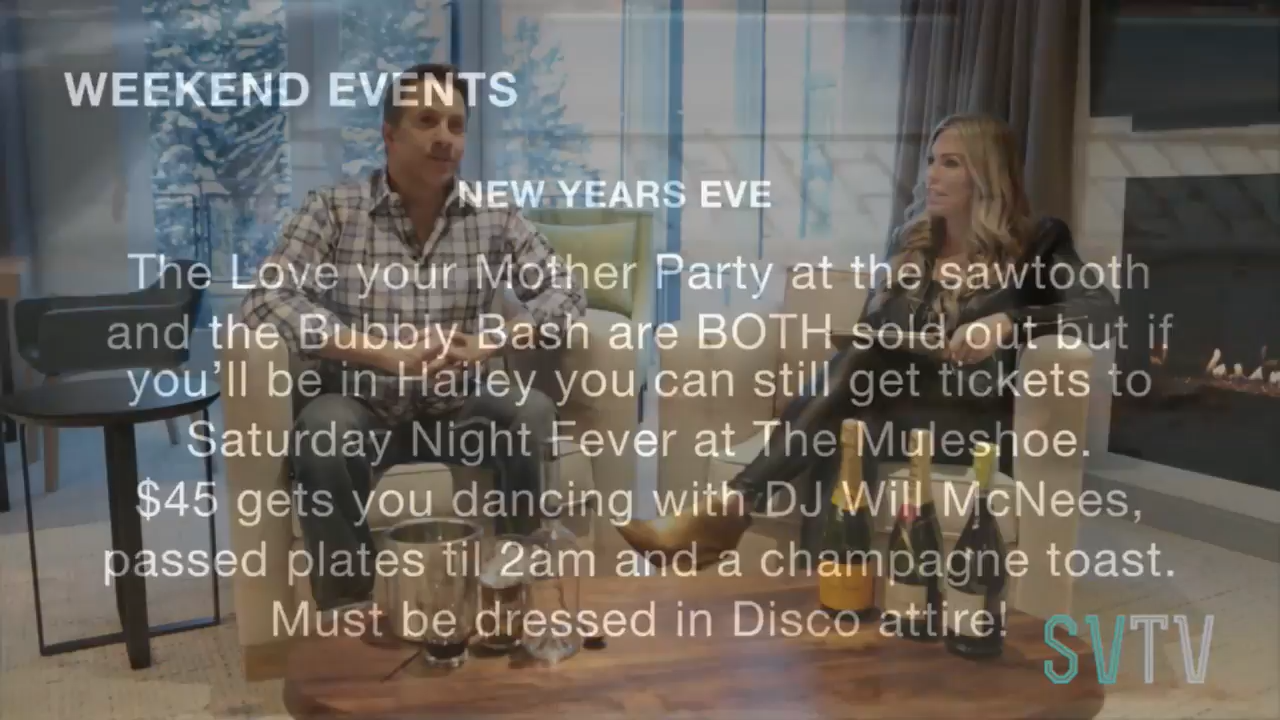 WEEKEND EVENTS
NEW YEARS EVE
The Love your Mother Party at the sawtooth
and the Bubbly Bash are BOTH sold out but if
you'll be in Hailey you can still get tickets to
Saturday Night Fever at The Muleshoe.
$45 gets you dancing with DJ Will McNees,
passed plates til 2am and a champagne toast.
Must be dressed in Disco attire!
SVTV